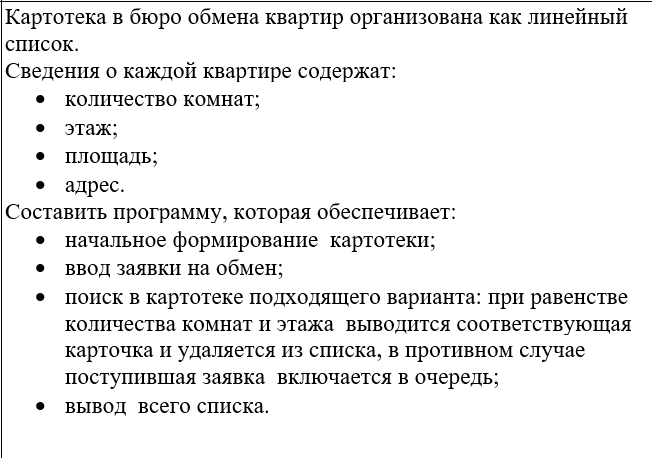 Картотека в бюро обмена квартир организована как линейный
список.
Сведения о каждой квартире содержат:
• количество комнат;
• этаж;
• площадь;
• адрес.
Составить программу, которая обеспечивает:
• начальное формирование картотеки;
• ввод заявки на обмен;
• поиск в картотеке подходящего варианта: при равенстве
количества комнат и этажа выводится соответствующая
карточка и удаляется из списка, в противном случае
поступившая заявка включается в очередь;
• вывод всего списка.